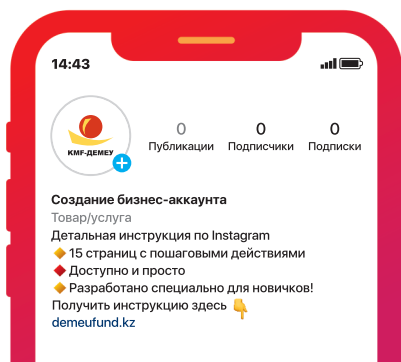 14:43
KMF-ДЕМЕУ
0 0 0
Публикации Подписчики Подписки
Создание бизнес-аккаунта
Товар/услуга
Детальная инструкция по Instagram
🔸15 страниц с пошаговыми действиями
♦️Доступно и просто
🔸Разработано специально для новичков!
Получить инструкцию здесь 👇
demeufund.kz